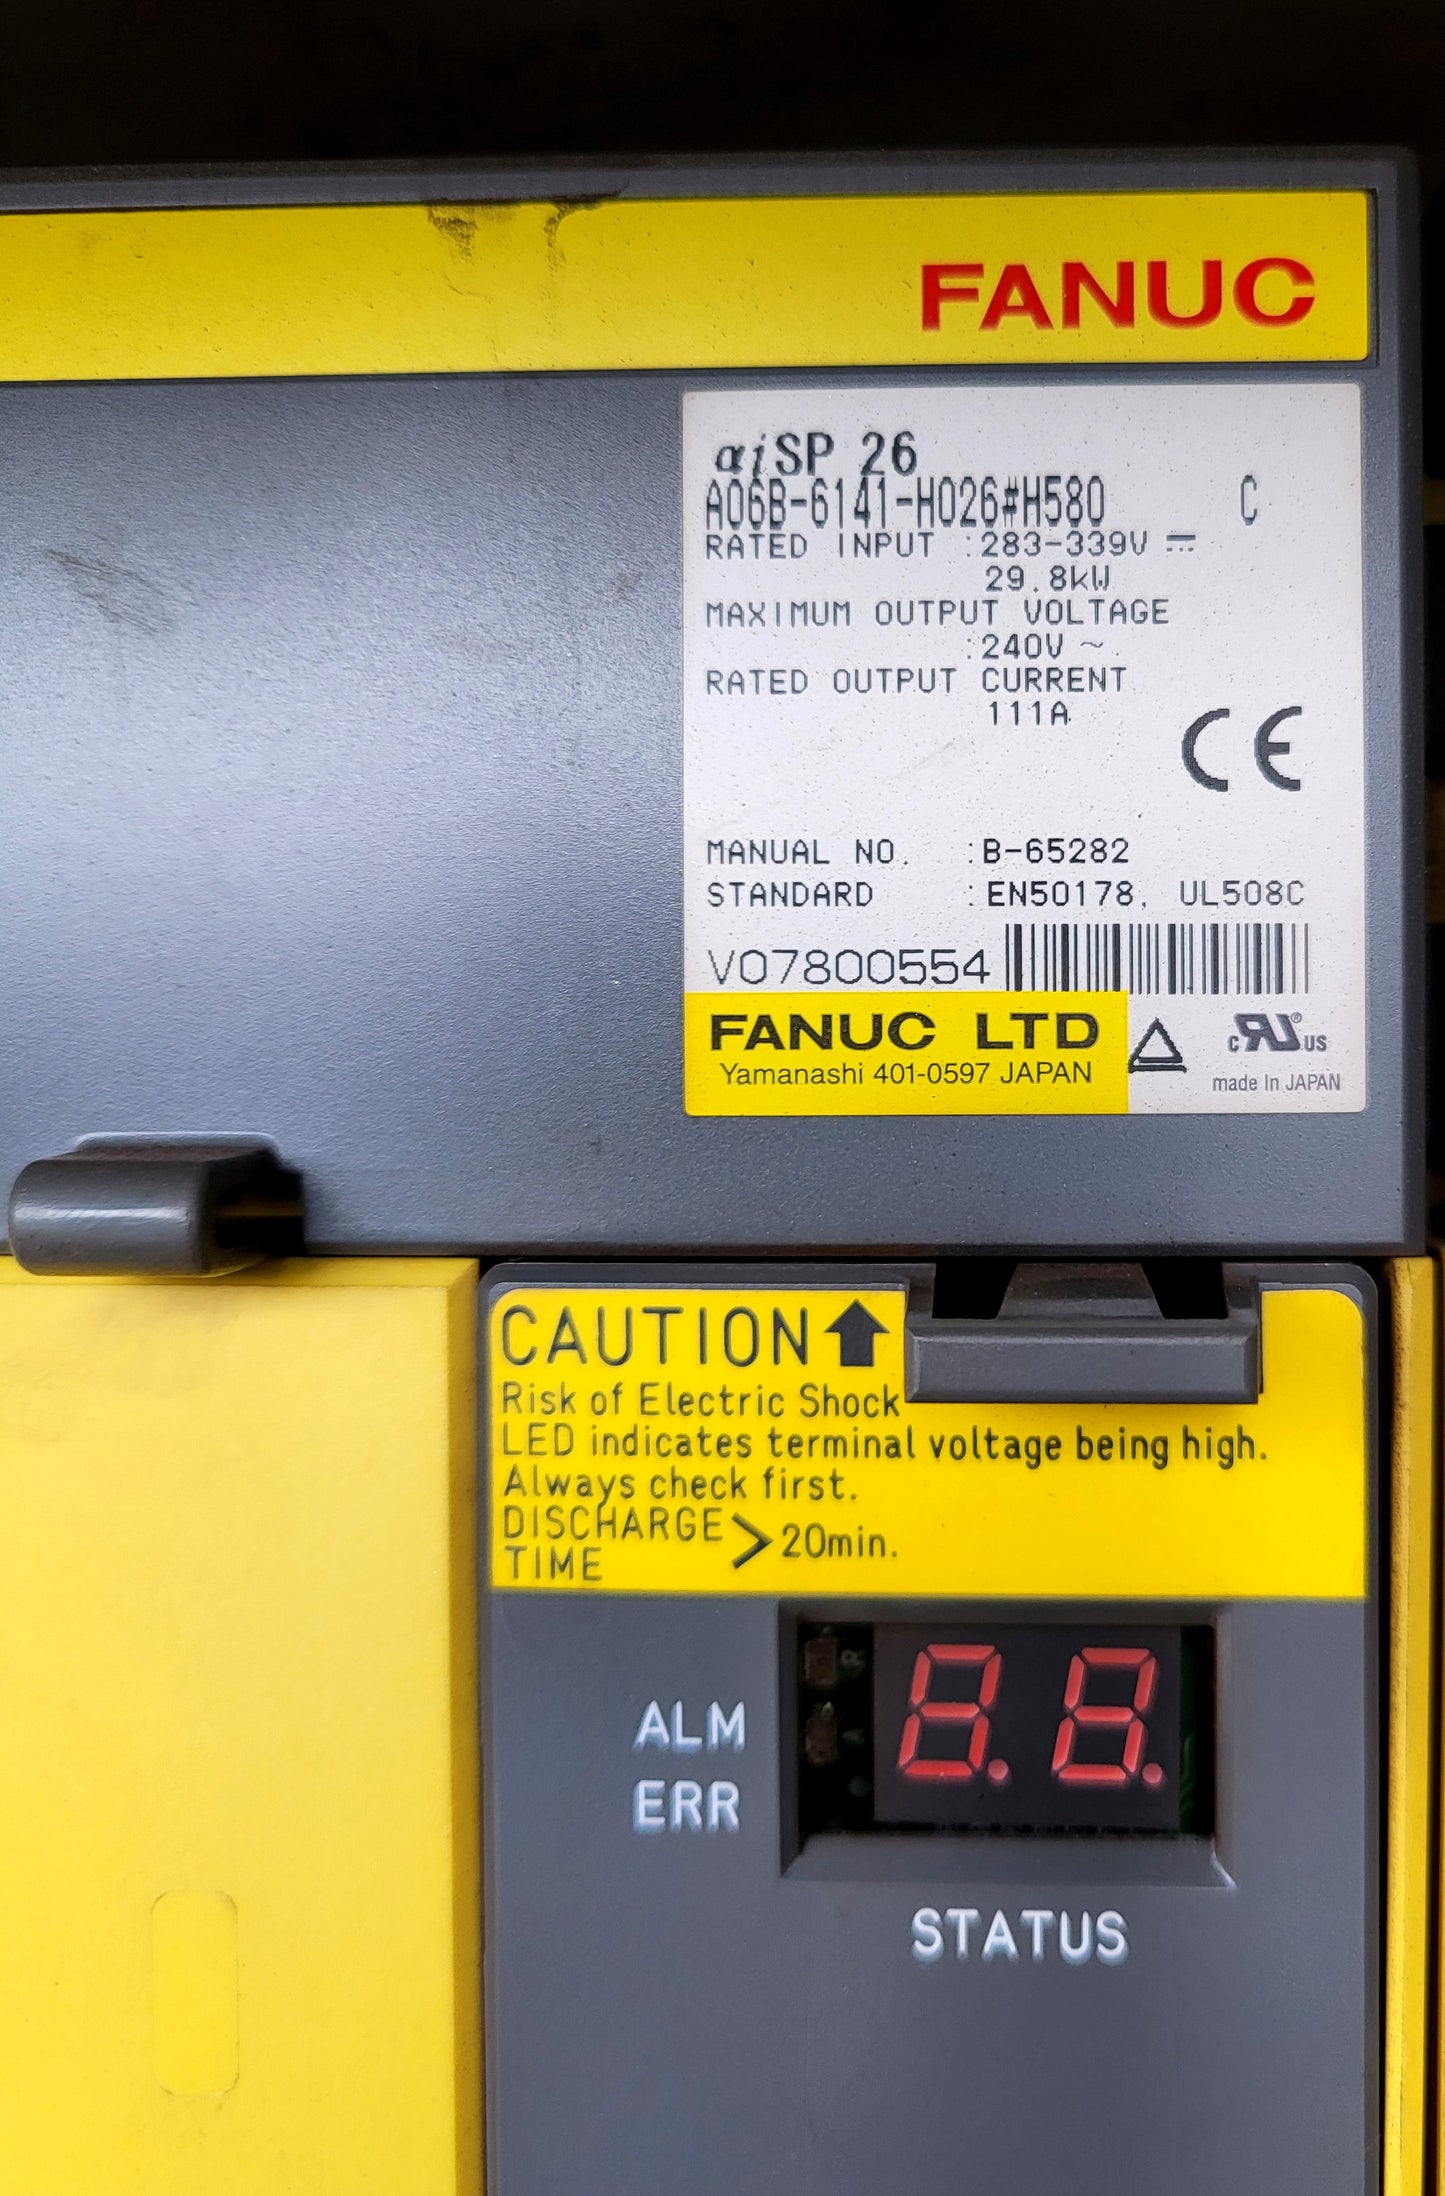 FANUC
αiSP 26
A06B-6141-H026#H580 C
RATED INPUT :283-339V ⎓
29.8kW
MAXIMUM OUTPUT VOLTAGE
:240V ~
RATED OUTPUT CURRENT
111A
CE
MANUAL NO. :B-65282
STANDARD :EN50178, UL508C
V07800554
FANUC LTD
Yamanashi 401-0597 JAPAN
c RU® US
made In JAPAN
CAUTION
Risk of Electric Shock
LED indicates terminal voltage being high.
Always check first.
DISCHARGE
TIME > 20min.
ALM
ERR
8.8.
STATUS